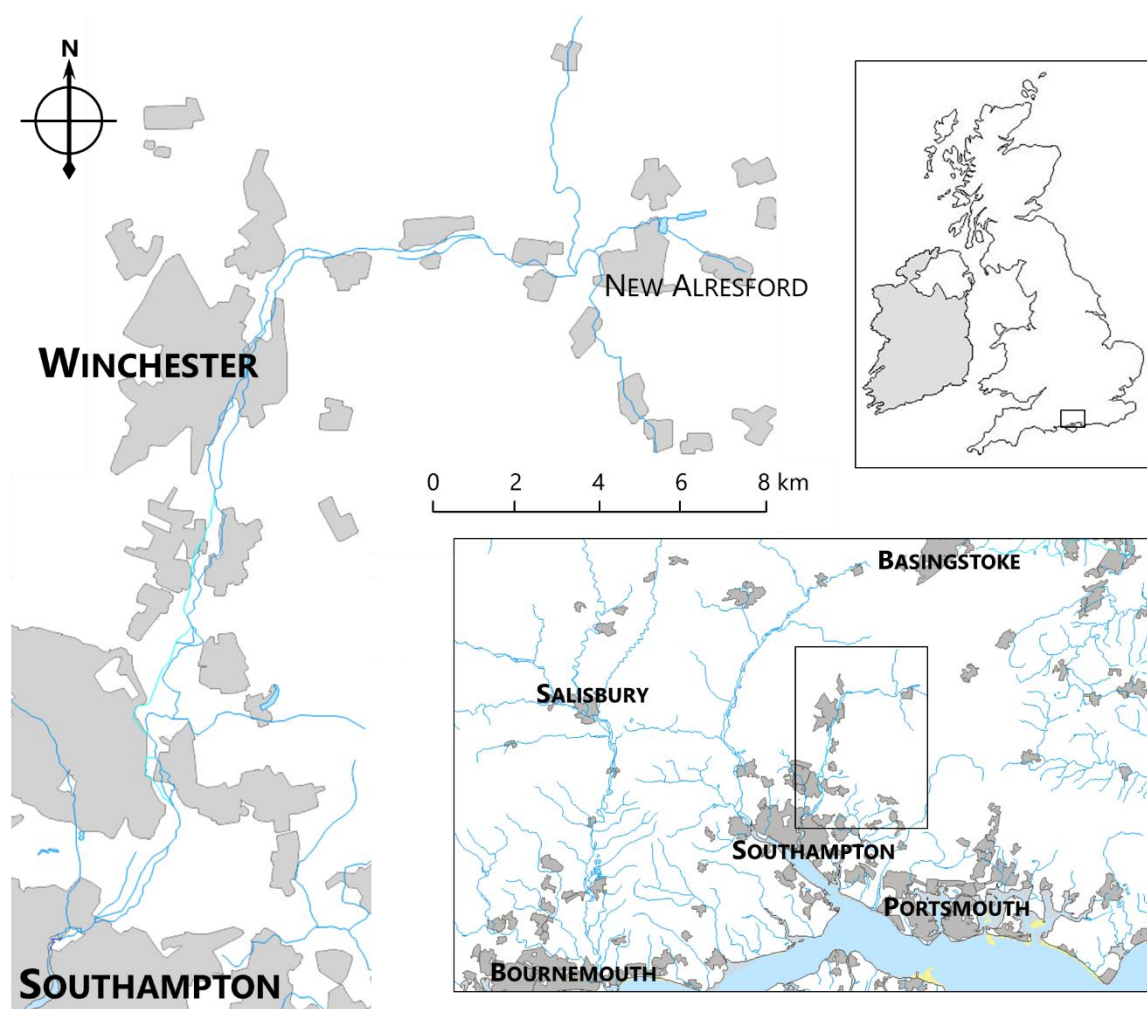 N
WINCHESTER
NEW ALRESFORD
0 2 4 6 8 km
SOUTHAMPTON
BASINGSTOKE
SALISBURY
SOUTHAMPTON
PORTSMOUTH
BOURNEMOUTH